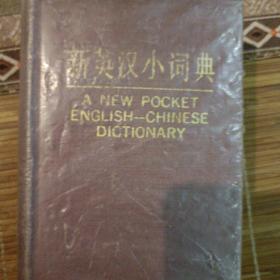 新英汉小词典
A NEW POCKET
ENGLISH—CHINESE
DICTIONARY